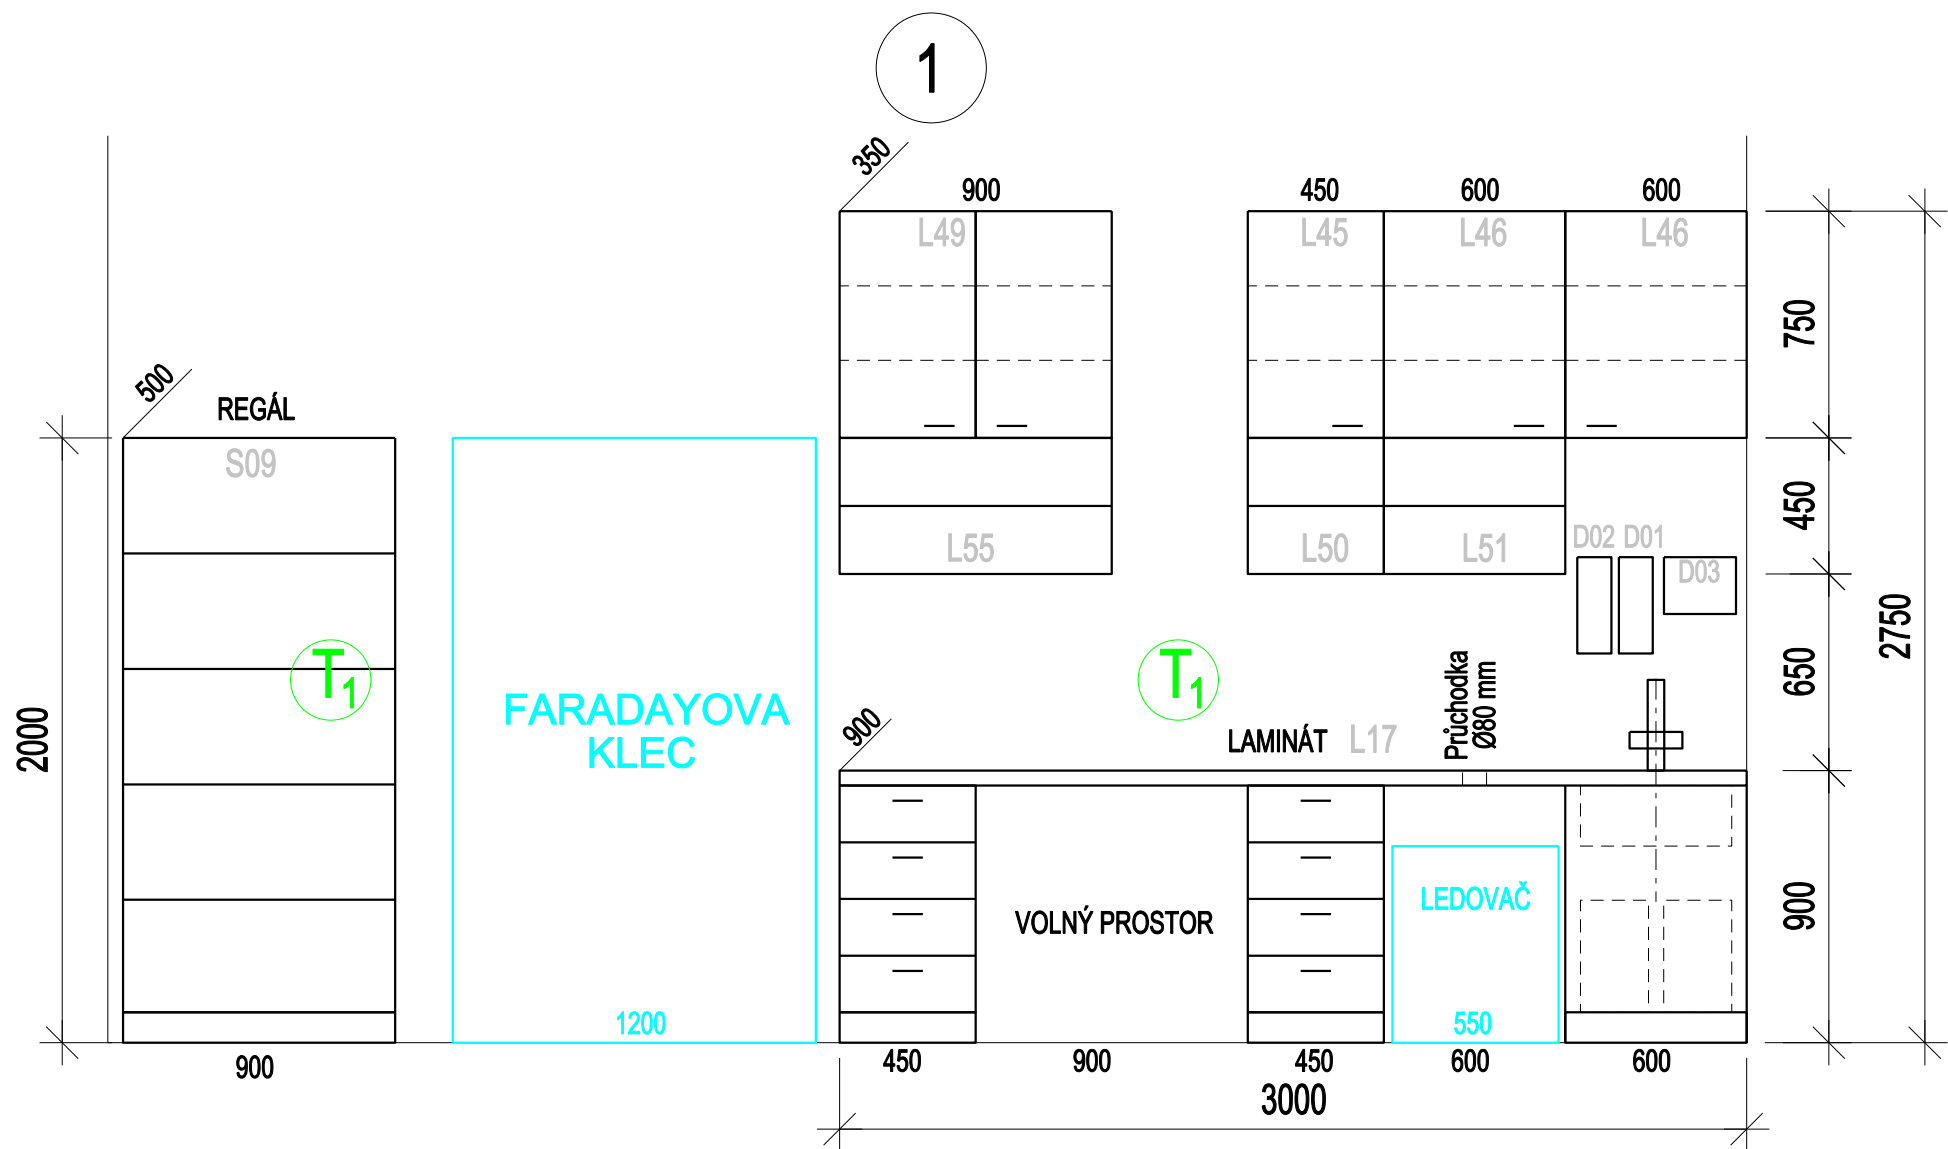 1
350
900
450
600
600
L49
L45
L46
L46
750
500
REGÁL
S09
450
L55
L50
L51
D02
D01
D03
2750
T1
T1
650
FARADAYOVA
KLEC
2000
900
LAMINÁT
L17
Průchodka
Ø80 mm
LEDOVAČ
VOLNÝ PROSTOR
900
1200
550
900
450
900
450
600
600
3000